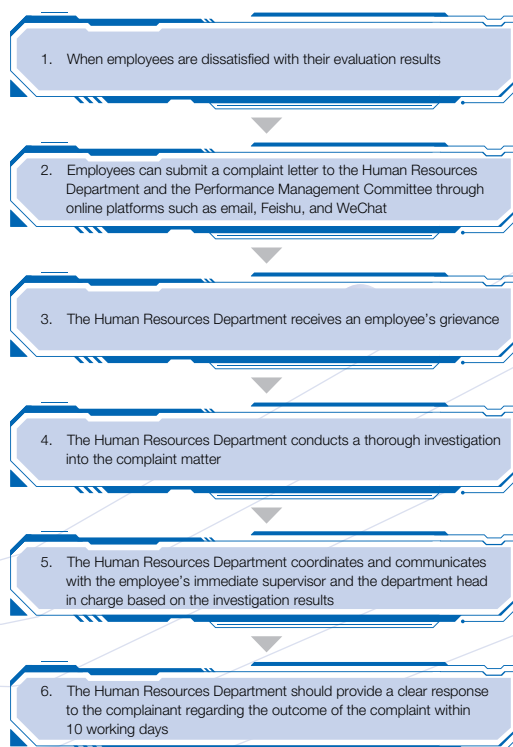 1. When employees are dissatisfied with their evaluation results
2. Employees can submit a complaint letter to the Human Resources
Department and the Performance Management Committee through
online platforms such as email, Feishu, and WeChat
3. The Human Resources Department receives an employee's grievance
4. The Human Resources Department conducts a thorough investigation
into the complaint matter
5. The Human Resources Department coordinates and communicates
with the employee's immediate supervisor and the department head
in charge based on the investigation results
6. The Human Resources Department should provide a clear response
to the complainant regarding the outcome of the complaint within
10 working days